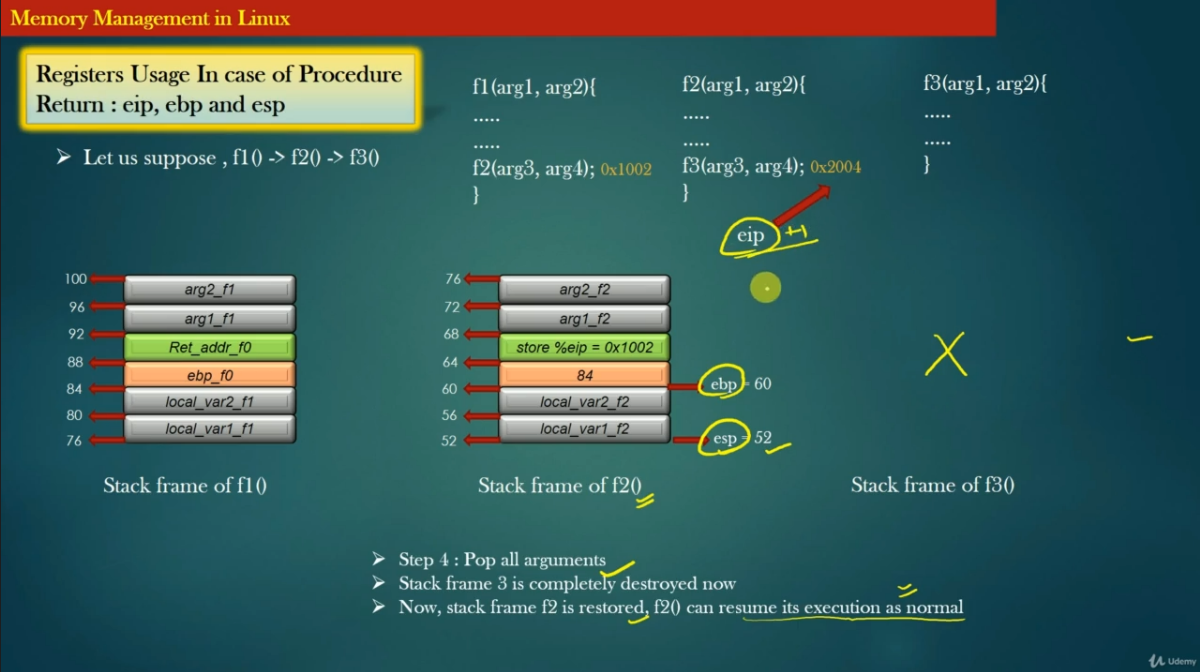 Memory Management in Linux
Registers Usage In case of Procedure
Return : eip, ebp and esp
➢ Let us suppose , f1() -> f2() -> f3()
f1(arg1, arg2){
.....
.....
f2(arg3, arg4); 0x1002
}
f2(arg1, arg2){
.....
.....
f3(arg3, arg4); 0x2004
}
eip +1
f3(arg1, arg2){
.....
.....
}
100
arg2_f1
96
arg1_f1
92
Ret_addr_f0
88
ebp_f0
84
local_var2_f1
80
local_var1_f1
76
Stack frame of f1()
76
arg2_f2
72
arg1_f2
68
store %eip = 0x1002
64
84
60
ebp = 60
local_var2_f2
56
local_var1_f2
52
esp = 52
Stack frame of f2()
X
Stack frame of f3()
➢ Step 4 : Pop all arguments
➢ Stack frame 3 is completely destroyed now
➢ Now, stack frame f2 is restored, f2() can resume its execution as normal
Udemy